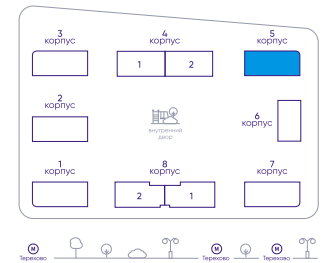 3
корпус
4
корпус
5
корпус
1
2
2
корпус
внутренний
двор
6
корпус
1
корпус
8
корпус
7
корпус
2
1
М
М
М
Терехово
Терехово
Терехово